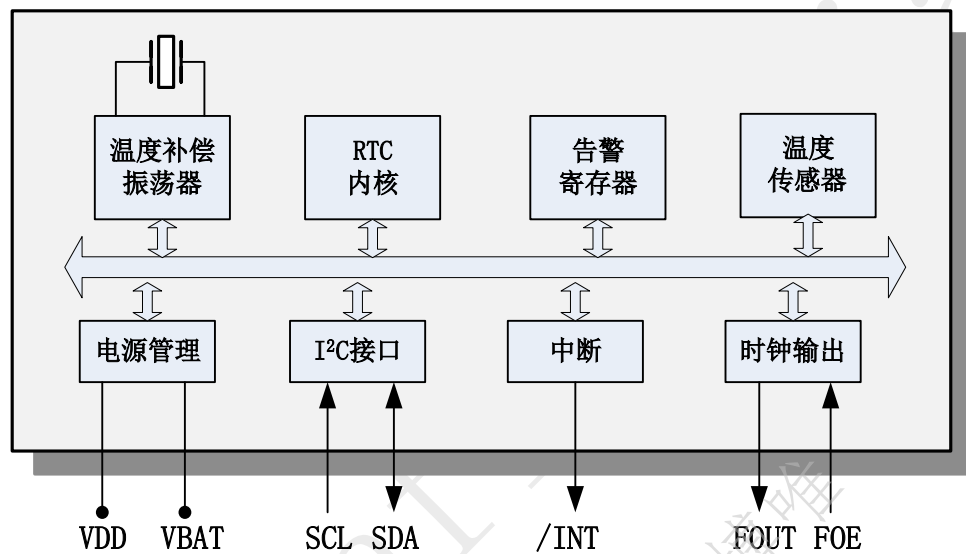 温度补偿
振荡器
RTC
内核
告警
寄存器
温度
传感器
电源管理
I²C接口
中断
时钟输出
VDD VBAT SCL SDA /INT FOUT FOE